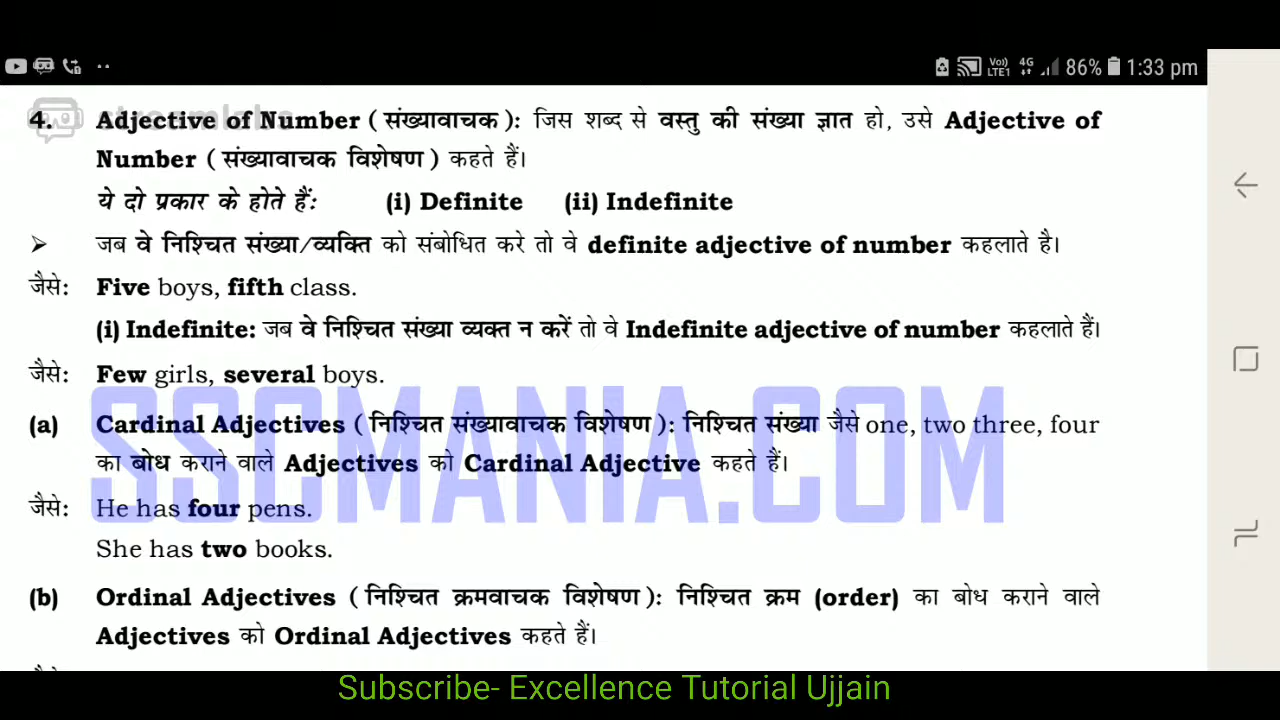 86% 1:33 pm
streamlabs
4. Adjective of Number (संख्यावाचक): जिस शब्द से वस्तु की संख्या ज्ञात हो, उसे Adjective of
Number (संख्यावाचक विशेषण) कहते हैं।
ये दो प्रकार के होते हैंः (i) Definite (ii) Indefinite
➤ जब वे निश्चित संख्या/व्यक्ति को संबोधित करे तो वे definite adjective of number कहलाते है।
जैसे: Five boys, fifth class.
(i) Indefinite: जब वे निश्चित संख्या व्यक्त न करें तो वे Indefinite adjective of number कहलाते हैं।
जैसे: Few girls, several boys.
(a) Cardinal Adjectives (निश्चित संख्यावाचक विशेषण): निश्चित संख्या जैसे one, two three, four
का बोध कराने वाले Adjectives को Cardinal Adjective कहते हैं।
SSCMANIA.COM
जैसे: He has four pens.
She has two books.
(b) Ordinal Adjectives (निश्चित क्रमवाचक विशेषण): निश्चित क्रम (order) का बोध कराने वाले
Adjectives को Ordinal Adjectives कहते हैं।
Subscribe- Excellence Tutorial Ujjain